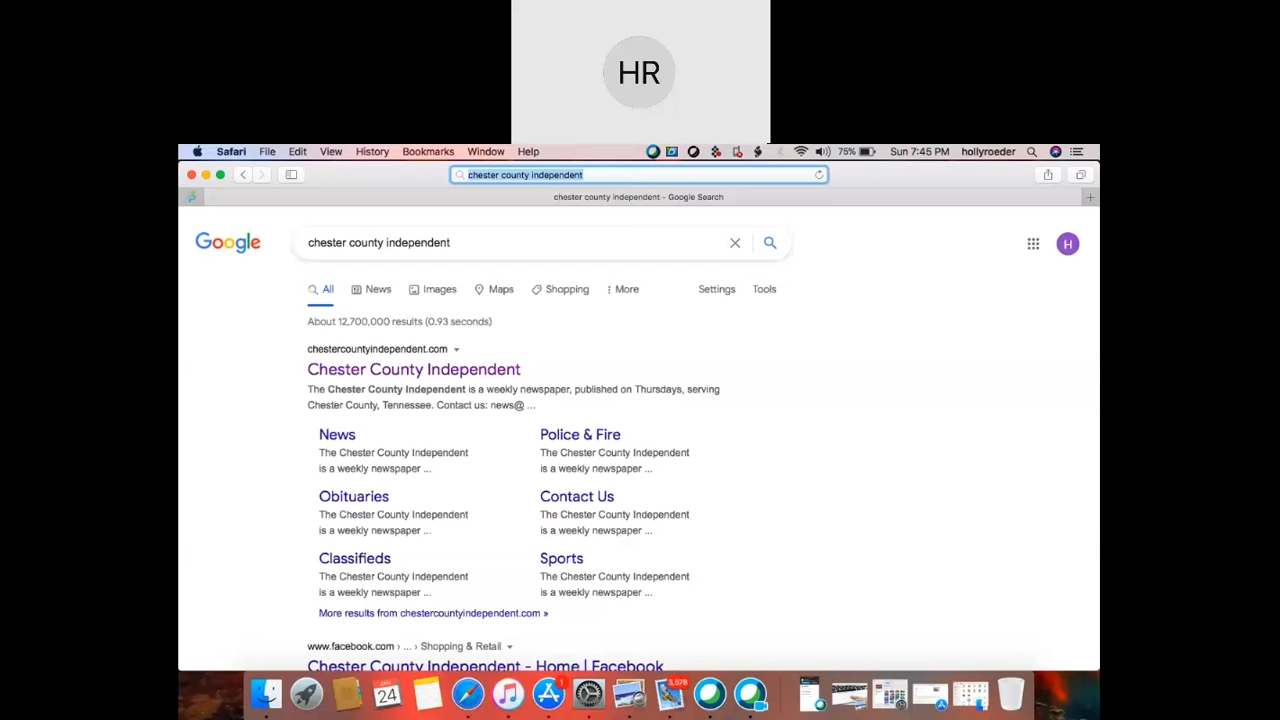 HR
Safari File Edit View History Bookmarks Window Help 75% Sun 7:45 PM hollyroeder
chester county independent
chester county independent – Google Search
Google chester county independent H
All News Images Maps Shopping More Settings Tools
About 12,700,000 results (0.93 seconds)
chestercountyindependent.com
Chester County Independent
The Chester County Independent is a weekly newspaper, published on Thursdays, serving
Chester County, Tennessee. Contact us: news@ ...
News
The Chester County Independent
is a weekly newspaper ...
Police & Fire
The Chester County Independent
is a weekly newspaper ...
Obituaries
The Chester County Independent
is a weekly newspaper ...
Contact Us
The Chester County Independent
is a weekly newspaper ...
Classifieds
The Chester County Independent
is a weekly newspaper ...
Sports
The Chester County Independent
is a weekly newspaper ...
More results from chestercountyindependent.com »
www.facebook.com › ... › Shopping & Retail
Chester County Independent - Home | Facebook
JAN
24
1
3,578